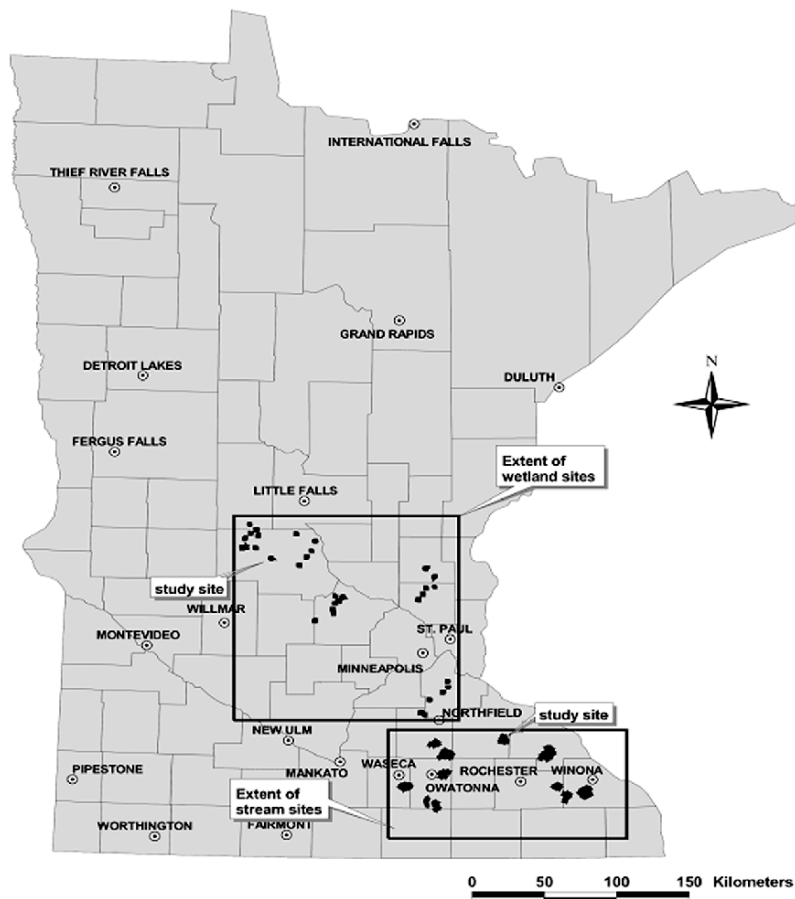 INTERNATIONAL FALLS
THIEF RIVER FALLS
GRAND RAPIDS
N
DETROIT LAKES
DULUTH
FERGUS FALLS
Extent of
wetland sites
LITTLE FALLS
study site
WILLMAR
MONTEVIDEO
ST. PAUL
MINNEAPOLIS
NORTHFIELD
study site
NEW ULM
WASECA
PIPESTONE
MANKATO
ROCHESTER
WINONA
OWATONNA
Extent of
stream sites
WORTHINGTON
FAIRMONT
0 50 100 150 Kilometers